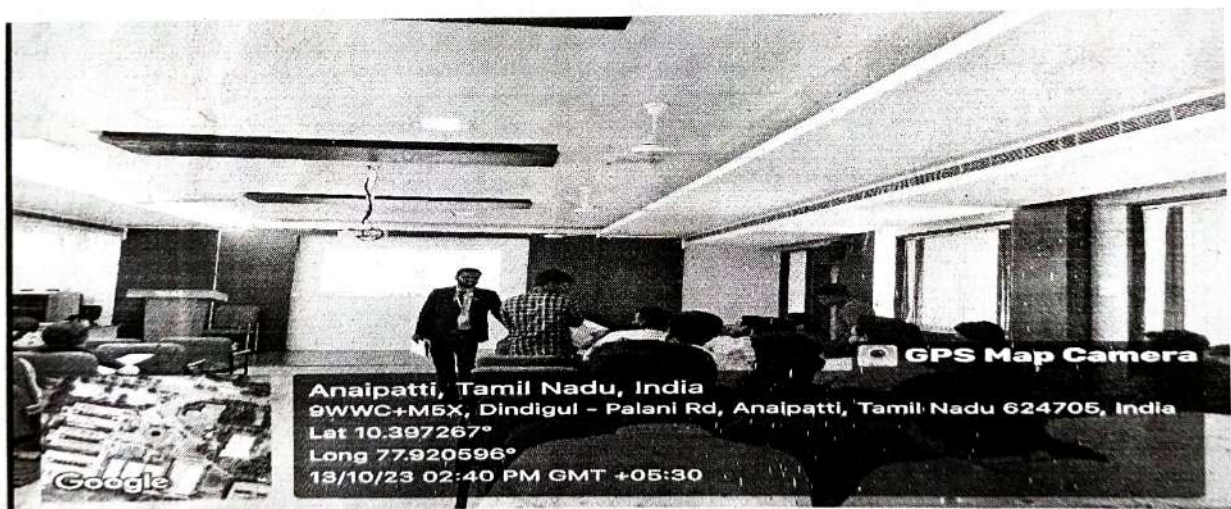 GPS Map Camera
Anaipatti, Tamil Nadu, India
9WWC+M5X, Dindigul - Palani Rd, Anaipatti, Tamil Nadu 624705, India
Lat 10.397267°
Long 77.920596°
13/10/23 02:40 PM GMT +05:30
Google